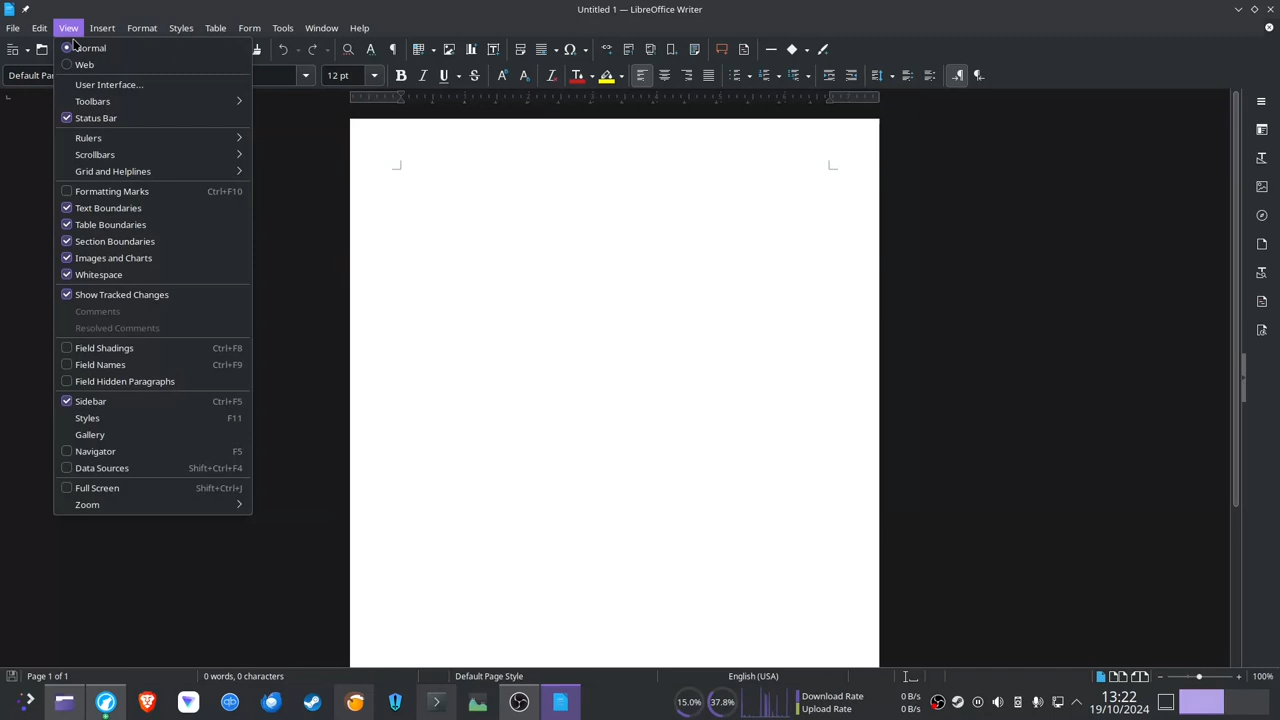 Untitled 1 — LibreOffice Writer
File Edit View Insert Format Styles Table Form Tools Window Help
Default Pa
12 pt
Normal
Web
User Interface...
Toolbars
Status Bar
Rulers
Scrollbars
Grid and Helplines
Formatting Marks Ctrl+F10
Text Boundaries
Table Boundaries
Section Boundaries
Images and Charts
Whitespace
Show Tracked Changes
Comments
Resolved Comments
Field Shadings Ctrl+F8
Field Names Ctrl+F9
Field Hidden Paragraphs
Sidebar Ctrl+F5
Styles F11
Gallery
Navigator F5
Data Sources Shift+Ctrl+F4
Full Screen Shift+Ctrl+J
Zoom
Page 1 of 1 0 words, 0 characters Default Page Style English (USA) 100%
15.0% 37.8% Download Rate 0 B/s
Upload Rate 0 B/s
13:22
19/10/2024